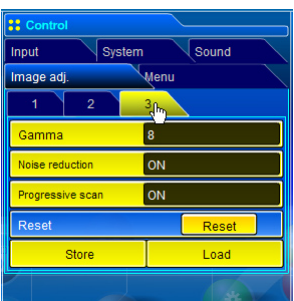 Control
Input System Sound
Image adj. Menu
1 2 3
Gamma 8
Noise reduction ON
Progressive scan ON
Reset Reset
Store Load